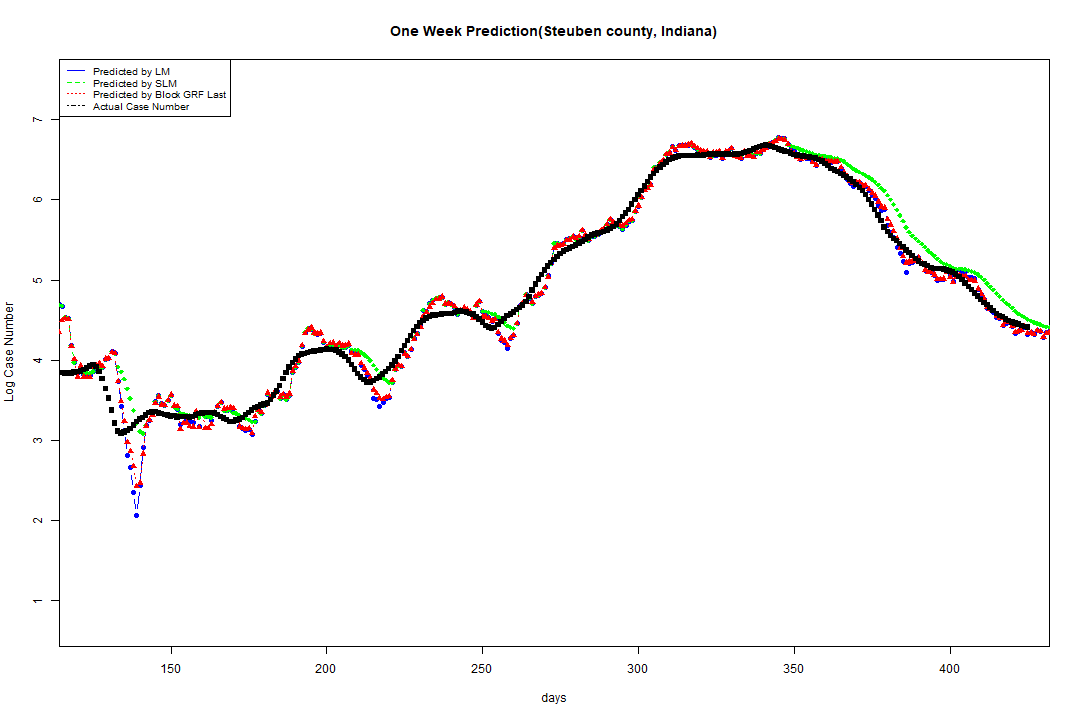 One Week Prediction(Steuben county, Indiana)
Predicted by LM
Predicted by SLM
Predicted by Block GRF Last
Actual Case Number
7
6
5
4
3
2
1
Log Case Number
150 200 250 300 350 400
days